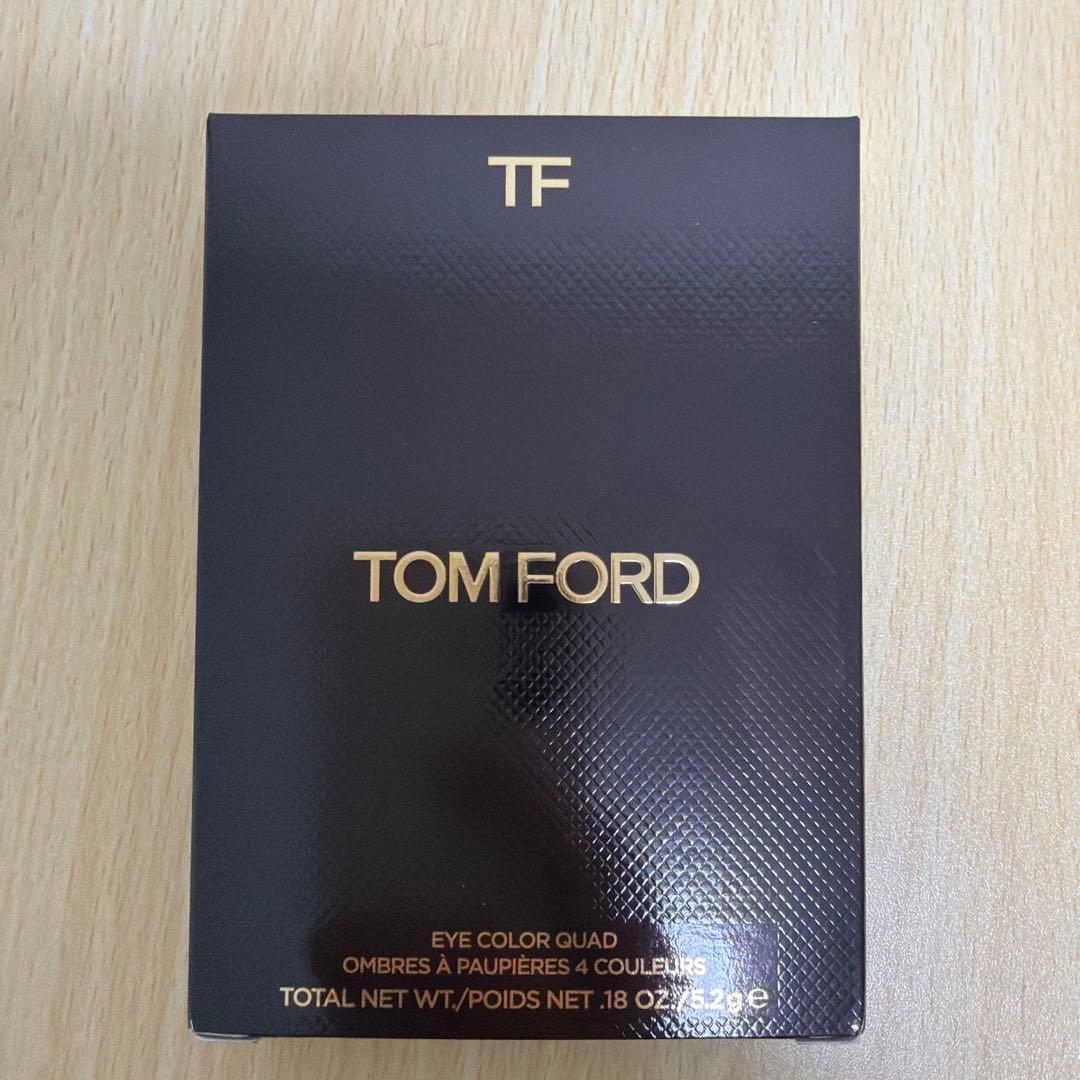 TF
TOM FORD
EYE COLOR QUAD
OMBRES À PAUPIÈRES 4 COULEURS
TOTAL NET WT./POIDS NET .18 OZ./5.2g℮